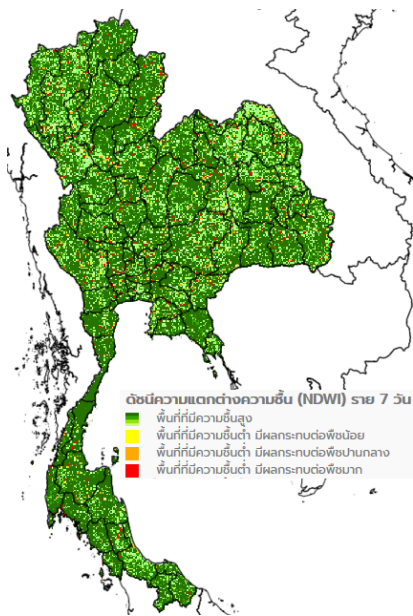 ดัชนีความแตกต่างความชื้น (NDWI) ราย 7 วัน
พื้นที่ที่มีความชื้นสูง
พื้นที่ที่มีความชื้นต่ำ มีผลกระทบต่อพืชน้อย
พื้นที่ที่มีความชื้นต่ำ มีผลกระทบต่อพืชปานกลาง
พื้นที่ที่มีความชื้นต่ำ มีผลกระทบต่อพืชมาก